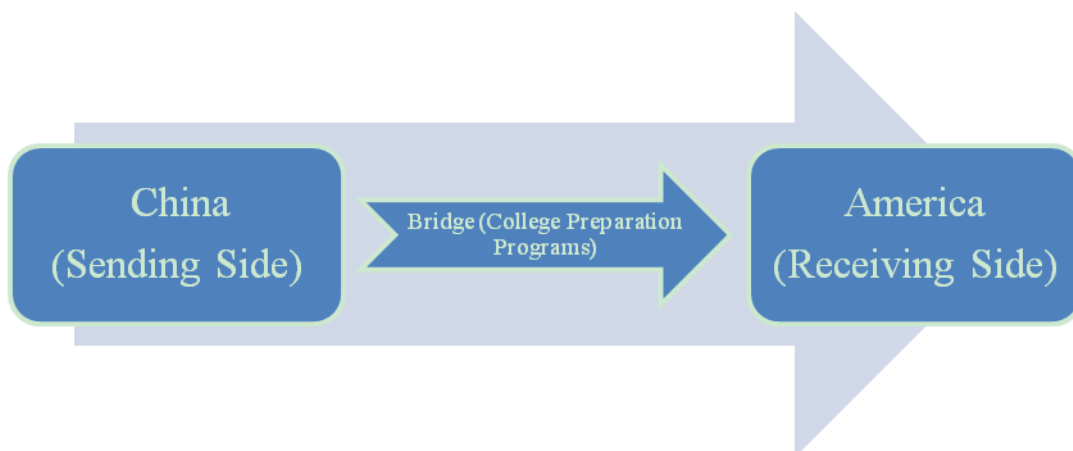 China
(Sending Side)
Bridge (College Preparation
Programs)
America
(Receiving Side)